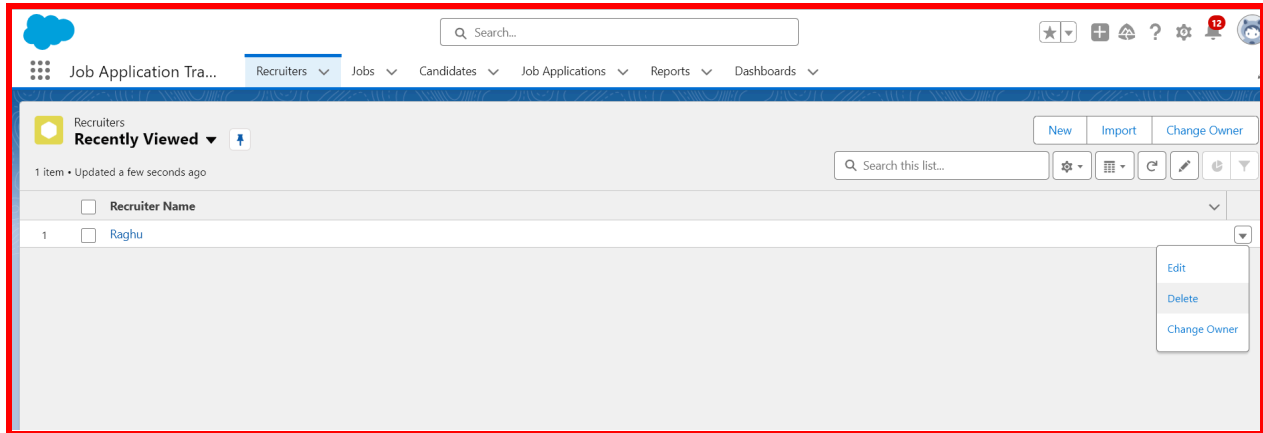 Search...
12
Job Application Tra...
Recruiters
Jobs
Candidates
Job Applications
Reports
Dashboards
Recruiters
Recently Viewed
New
Import
Change Owner
1 item • Updated a few seconds ago
Search this list...
Recruiter Name
1
Raghu
Edit
Delete
Change Owner